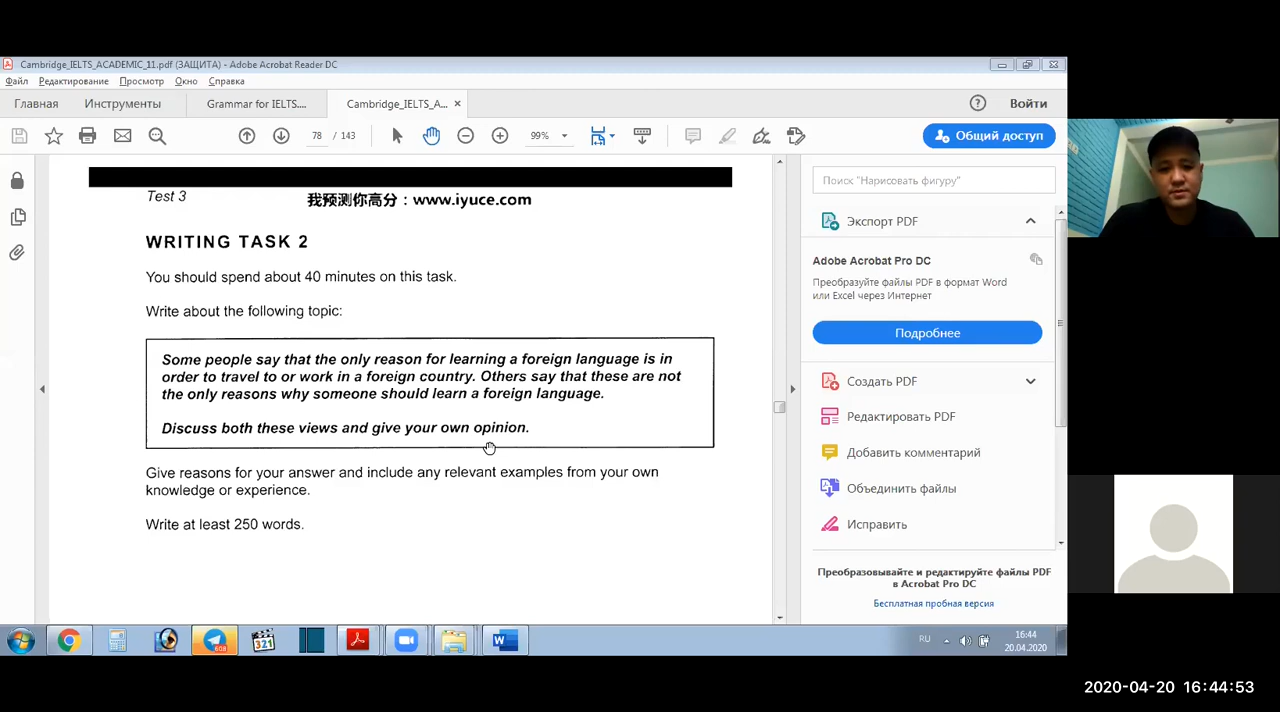 Cambridge_IELTS_ACADEMIC_11.pdf (ЗАЩИТА) - Adobe Acrobat Reader DC
Файл Редактирование Просмотр Окно Справка
Главная Инструменты Grammar for IELTS.... Cambridge_IELTS_A... × Войти
78 / 143 99% Общий доступ
Test 3
我预测你高分：www.iyuce.com
WRITING TASK 2
You should spend about 40 minutes on this task.
Write about the following topic:
Some people say that the only reason for learning a foreign language is in
order to travel to or work in a foreign country. Others say that these are not
the only reasons why someone should learn a foreign language.
Discuss both these views and give your own opinion.
Give reasons for your answer and include any relevant examples from your own
knowledge or experience.
Write at least 250 words.
Поиск "Нарисовать фигуру"
Экспорт PDF
Adobe Acrobat Pro DC
Преобразуйте файлы PDF в формат Word
или Excel через Интернет
Подробнее
Создать PDF
Редактировать PDF
Добавить комментарий
Объединить файлы
Исправить
Преобразовывайте и редактируйте файлы PDF
в Acrobat Pro DC
Бесплатная пробная версия
321
608
RU
16:44
20.04.2020
2020-04-20 16:44:53